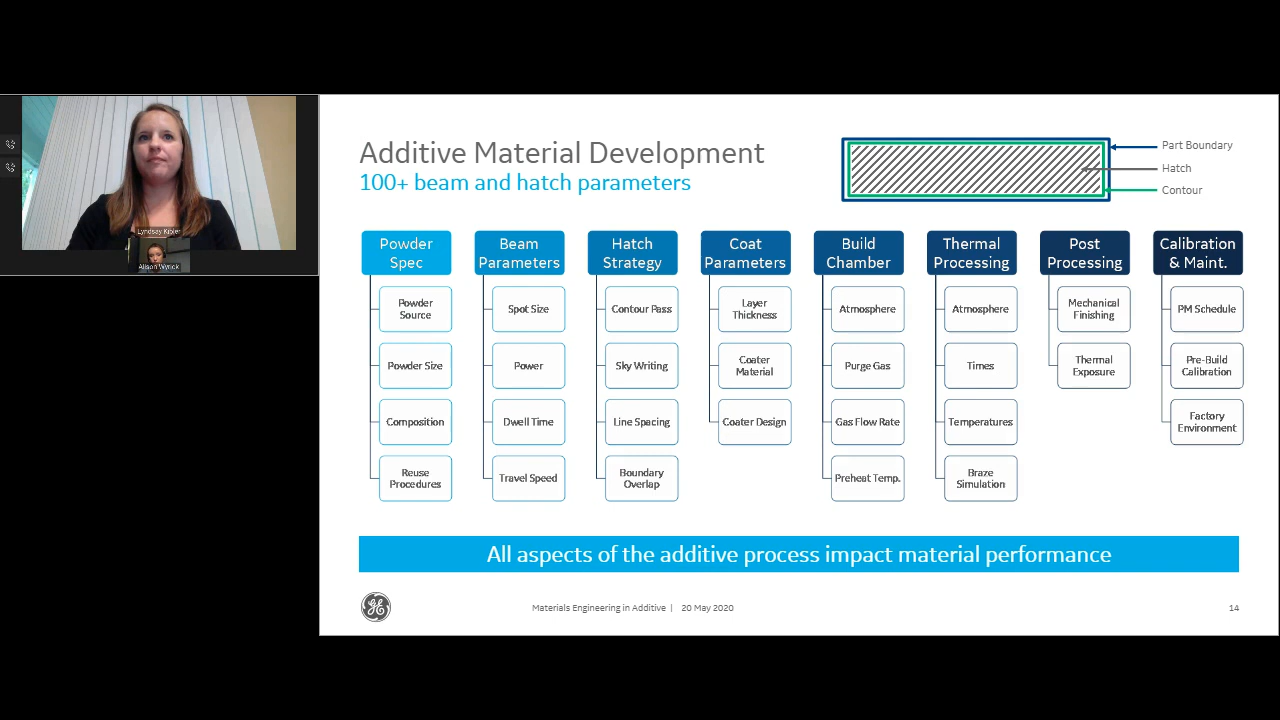 Lyndsay Kibler
Alison Wyrick
Additive Material Development
100+ beam and hatch parameters
Part Boundary
Hatch
Contour
Powder
Spec
Powder
Source
Powder Size
Composition
Reuse
Procedures
Beam
Parameters
Spot Size
Power
Dwell Time
Travel Speed
Hatch
Strategy
Contour Pass
Sky Writing
Line Spacing
Boundary
Overlap
Coat
Parameters
Layer
Thickness
Coater
Material
Coater Design
Build
Chamber
Atmosphere
Purge Gas
Gas Flow Rate
Preheat Temp.
Thermal
Processing
Atmosphere
Times
Temperatures
Braze
Simulation
Post
Processing
Mechanical
Finishing
Thermal
Exposure
Calibration
& Maint.
PM Schedule
Pre-Build
Calibration
Factory
Environment
All aspects of the additive process impact material performance
GE
Materials Engineering in Additive | 20 May 2020
14